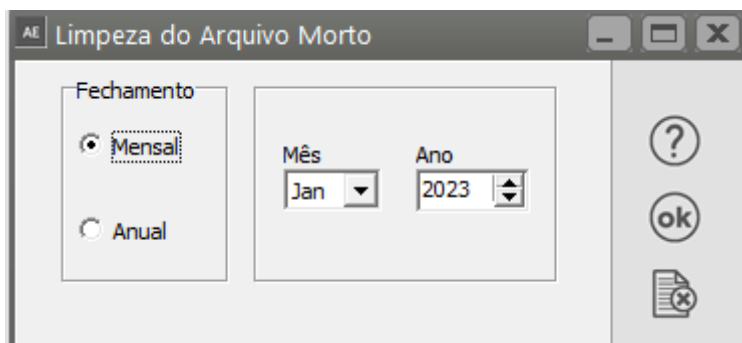 AE Limpeza do Arquivo Morto
Fechamento
Mensal
Anual
Mês
Ano
Jan
2023
?
ok